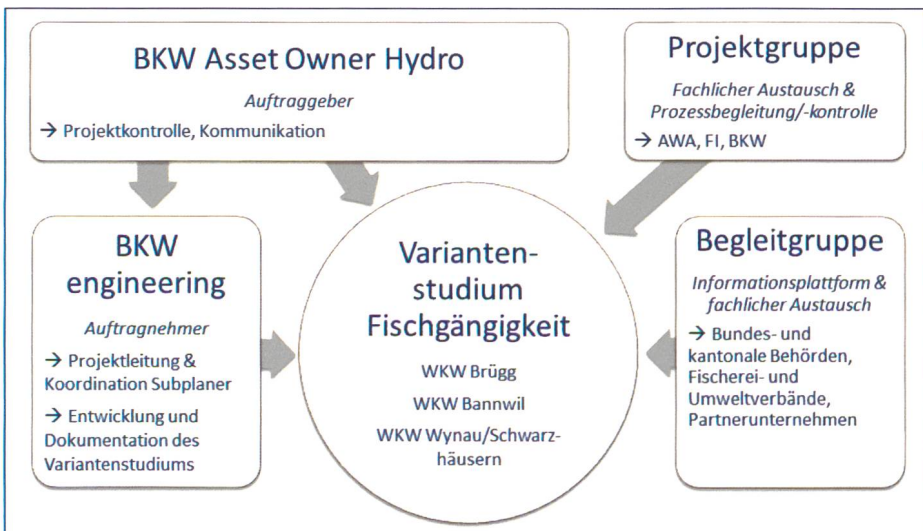 BKW Asset Owner Hydro
Auftraggeber
→ Projektkontrolle, Kommunikation
Projektgruppe
Fachlicher Austausch &
Prozessbegleitung/-kontrolle
→ AWA, FI, BKW
BKW
engineering
Auftragnehmer
→ Projektleitung &
Koordination Subplaner
→ Entwicklung und
Dokumentation des
Variantenstudiums
Varianten-
studium
Fischgängigkeit
WKW Brügg
WKW Bannwil
WKW Wynau/Schwarz-
häusern
Begleitgruppe
Informationsplattform &
fachlicher Austausch
→ Bundes- und
kantonale Behörden,
Fischerei- und
Umweltverbände,
Partnerunternehmen